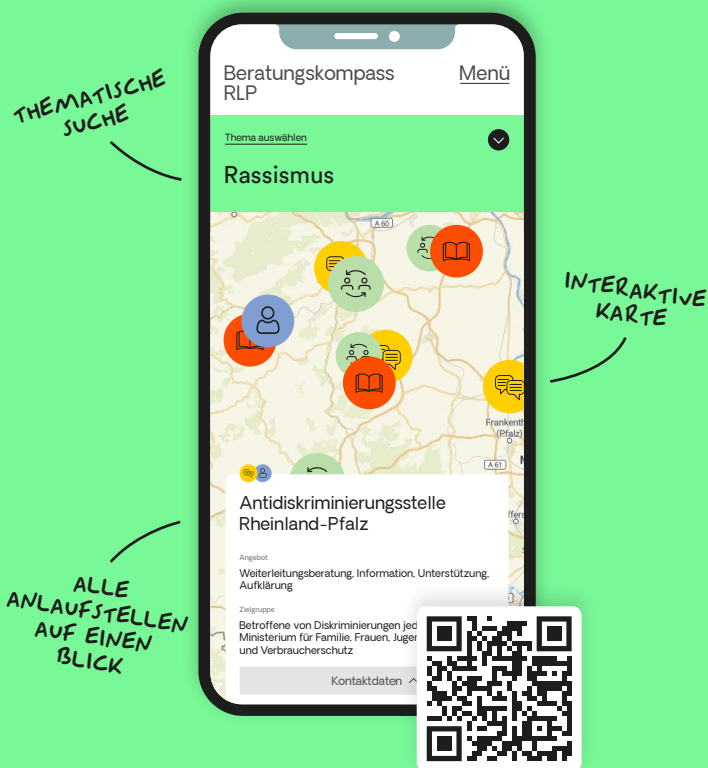 THEMATISCHE
SUCHE
Beratungskompass
RLP
Menü
Thema auswählen
Rassismus
A 60
INTERAKTIVE
KARTE
(Pfalz)
A 61
Antidiskriminierungsstelle
Rheinland-Pfalz
Angebot
Weiterleitungsberatung, Information, Unterstützung,
Aufklärung
Zielgruppe
Betroffene von Diskriminierungen
Ministerium für Familie, Frauen,
und Verbraucherschutz
Kontaktdaten
ALLE
ANLAUFSTELLEN
AUF EINEN
BLICK